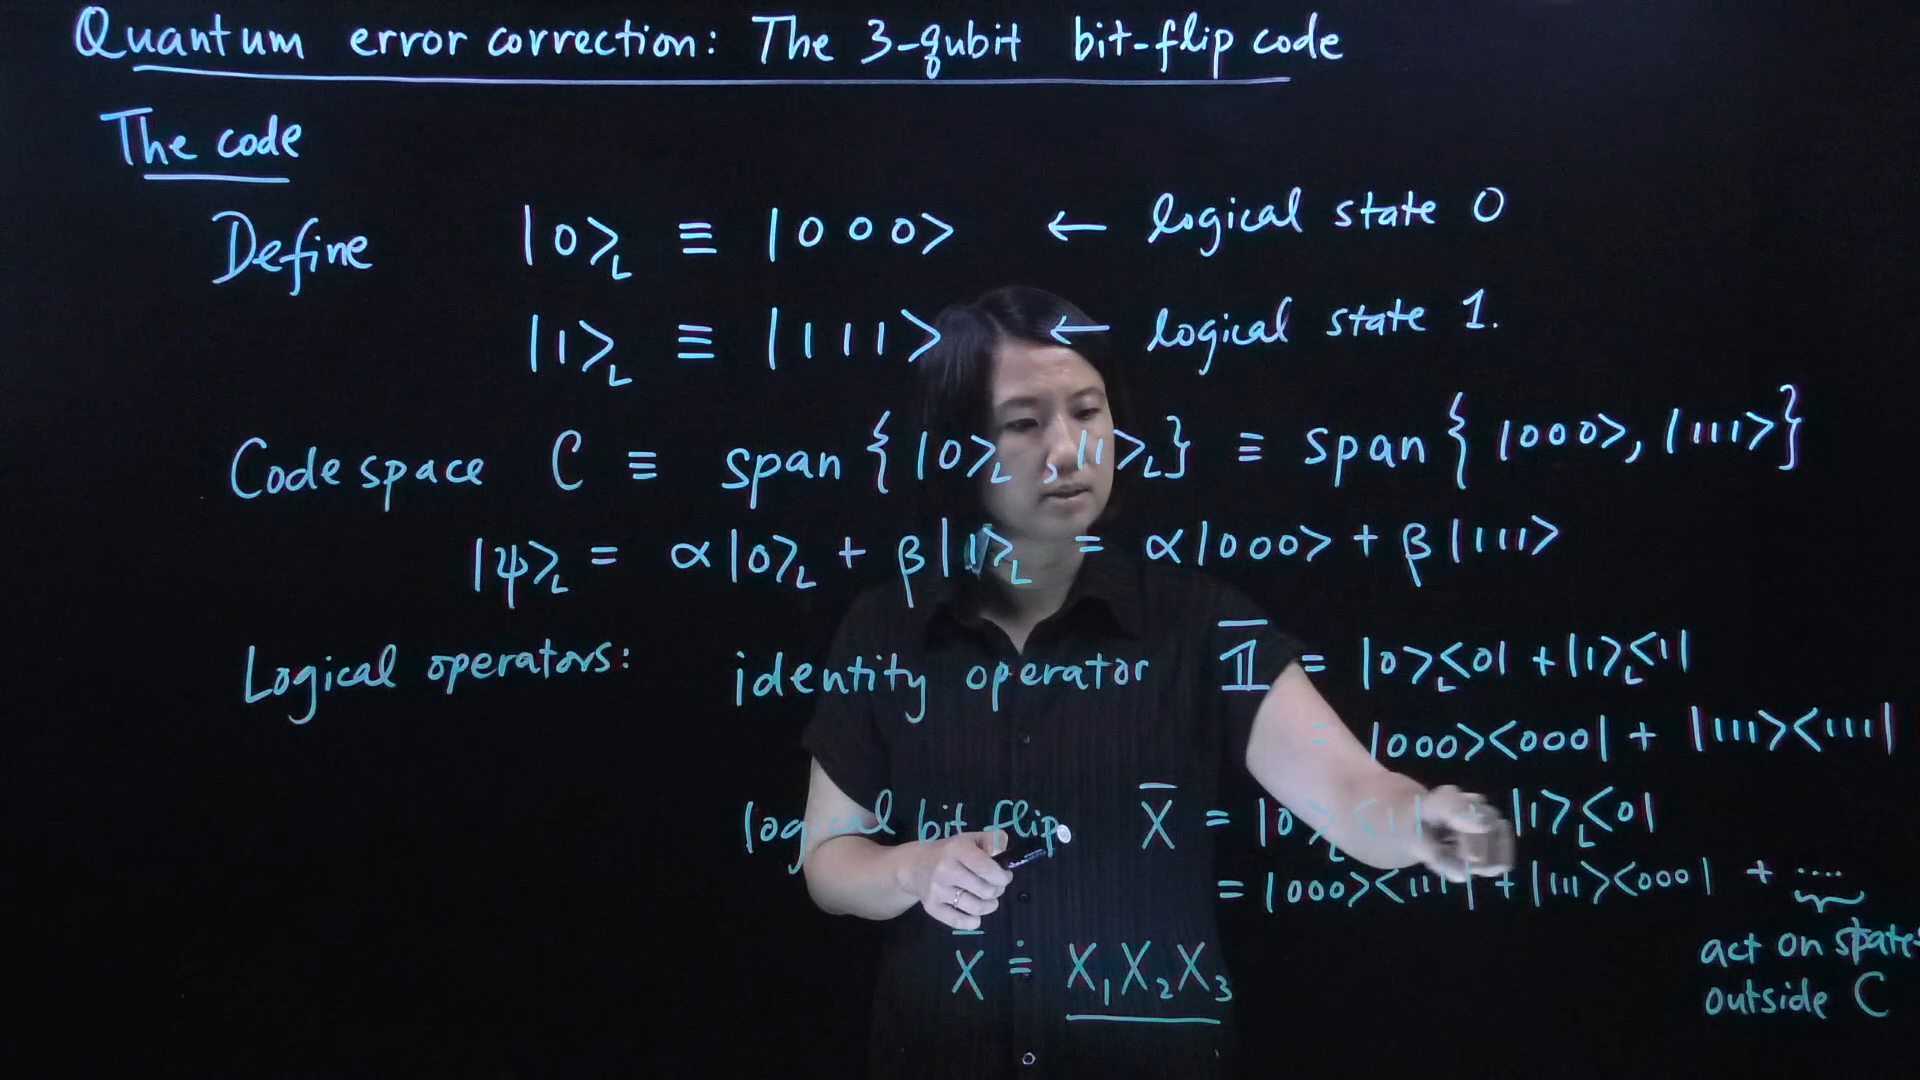 Quantum error correction: The 3-qubit bit-flip code
The code
Define |0>_L ≡ |000> ← logical state 0
|1>_L ≡ |111> ← logical state 1.
Code space C ≡ span {|0>_L, |1>_L} ≡ span {|000>, |111>}
|ψ>_L = α|0>_L + β|1>_L = α|000> + β|111>
Logical operators: identity operator 𝟙̅ = |0>_L<0| + |1>_L<1|
= |000><000| + |111><111|
logical bit flip X̅ = |0>_L<1| + |1>_L<0|
= |000><111| + |111><000| + ....
act on states
outside C
X̅ ≐ X₁X₂X₃